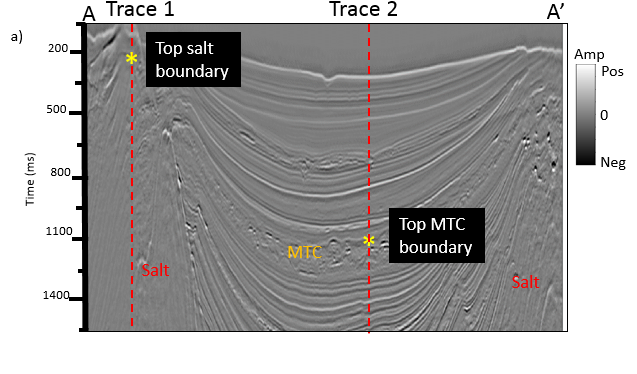 Trace 1
Trace 2
A
A’
a)
Top salt
boundary
Amp
Pos
0
Neg
200
500
800
1100
1400
Time (ms)
Top MTC
boundary
MTC
Salt
Salt